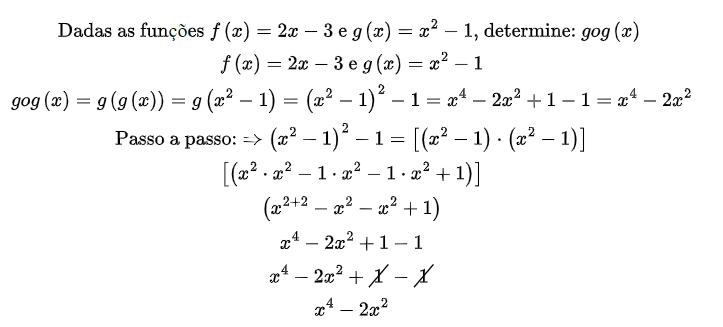 Dadas as funções f (x) = 2x − 3 e g (x) = x² − 1, determine: gog (x)
f (x) = 2x − 3 e g (x) = x² − 1
gog (x) = g (g (x)) = g (x² − 1) = (x² − 1)² − 1 = x⁴ − 2x² + 1 − 1 = x⁴ − 2x²
Passo a passo: => (x² − 1)² − 1 = [(x² − 1) · (x² − 1)]
[(x² · x² − 1 · x² − 1 · x² + 1)]
(x²⁺² − x² − x² + 1)
x⁴ − 2x² + 1 − 1
x⁴ − 2x² + 1̸ − 1̸
x⁴ − 2x²